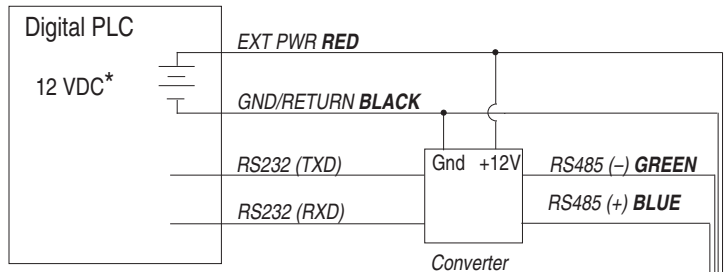 Digital PLC
EXT PWR RED
12 VDC*
GND/RETURN BLACK
RS232 (TXD)
Gnd +12V
RS485 (–) GREEN
RS232 (RXD)
RS485 (+) BLUE
Converter